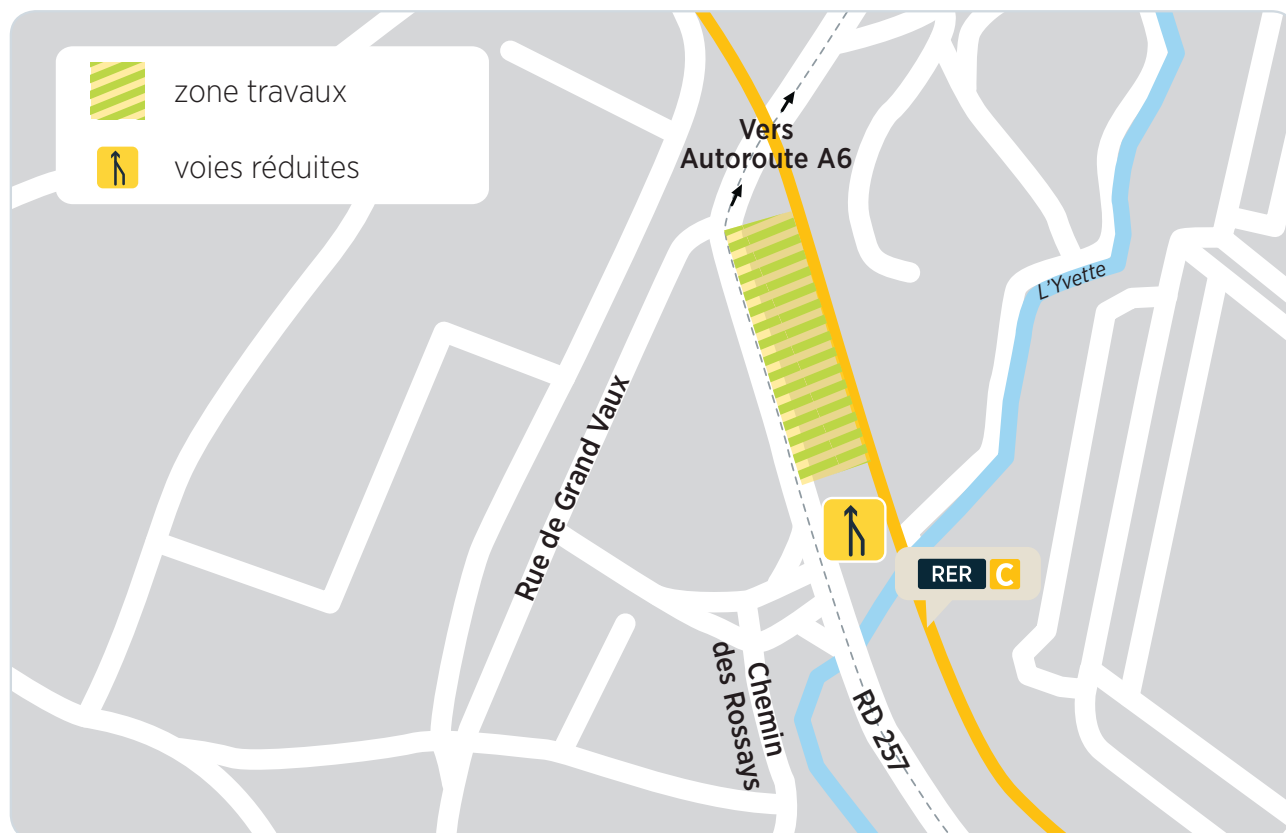 zone travaux
voies réduites
Vers
Autoroute A6
L'Yvette
Rue de Grand Vaux
RER C
Chemin
des Rossays
RD 257